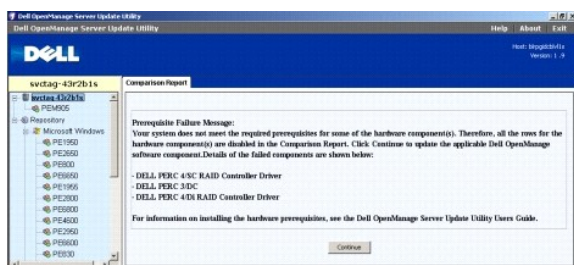 Dell OpenManage Server Update Utility
Dell OpenManage Server Update Utility
Help About Exit
DELL
Version: 1.9
svctag-43r2b1s
Comparison Report
svctag-43r2b1s
PEM905
Repository
Microsoft Windows
PE1950
PE2650
PE800
PE6650
PE1955
PE2800
PE6800
PE4600
PE2950
PE6600
PE830
Prerequisite Failure Message:
Your system does not meet the required prerequisites for some of the hardware component(s). Therefore, all the rows for the
hardware component(s) are disabled in the Comparison Report. Click Continue to update the applicable Dell OpenManage
software component.Details of the failed components are shown below:
- DELL PERC 4/SC RAID Controller Driver
- DELL PERC 3/DC
- DELL PERC 4/Di RAID Controller Driver
For information on installing the hardware prerequisites, see the Dell OpenManage Server Update Utility Users Guide.
Continue